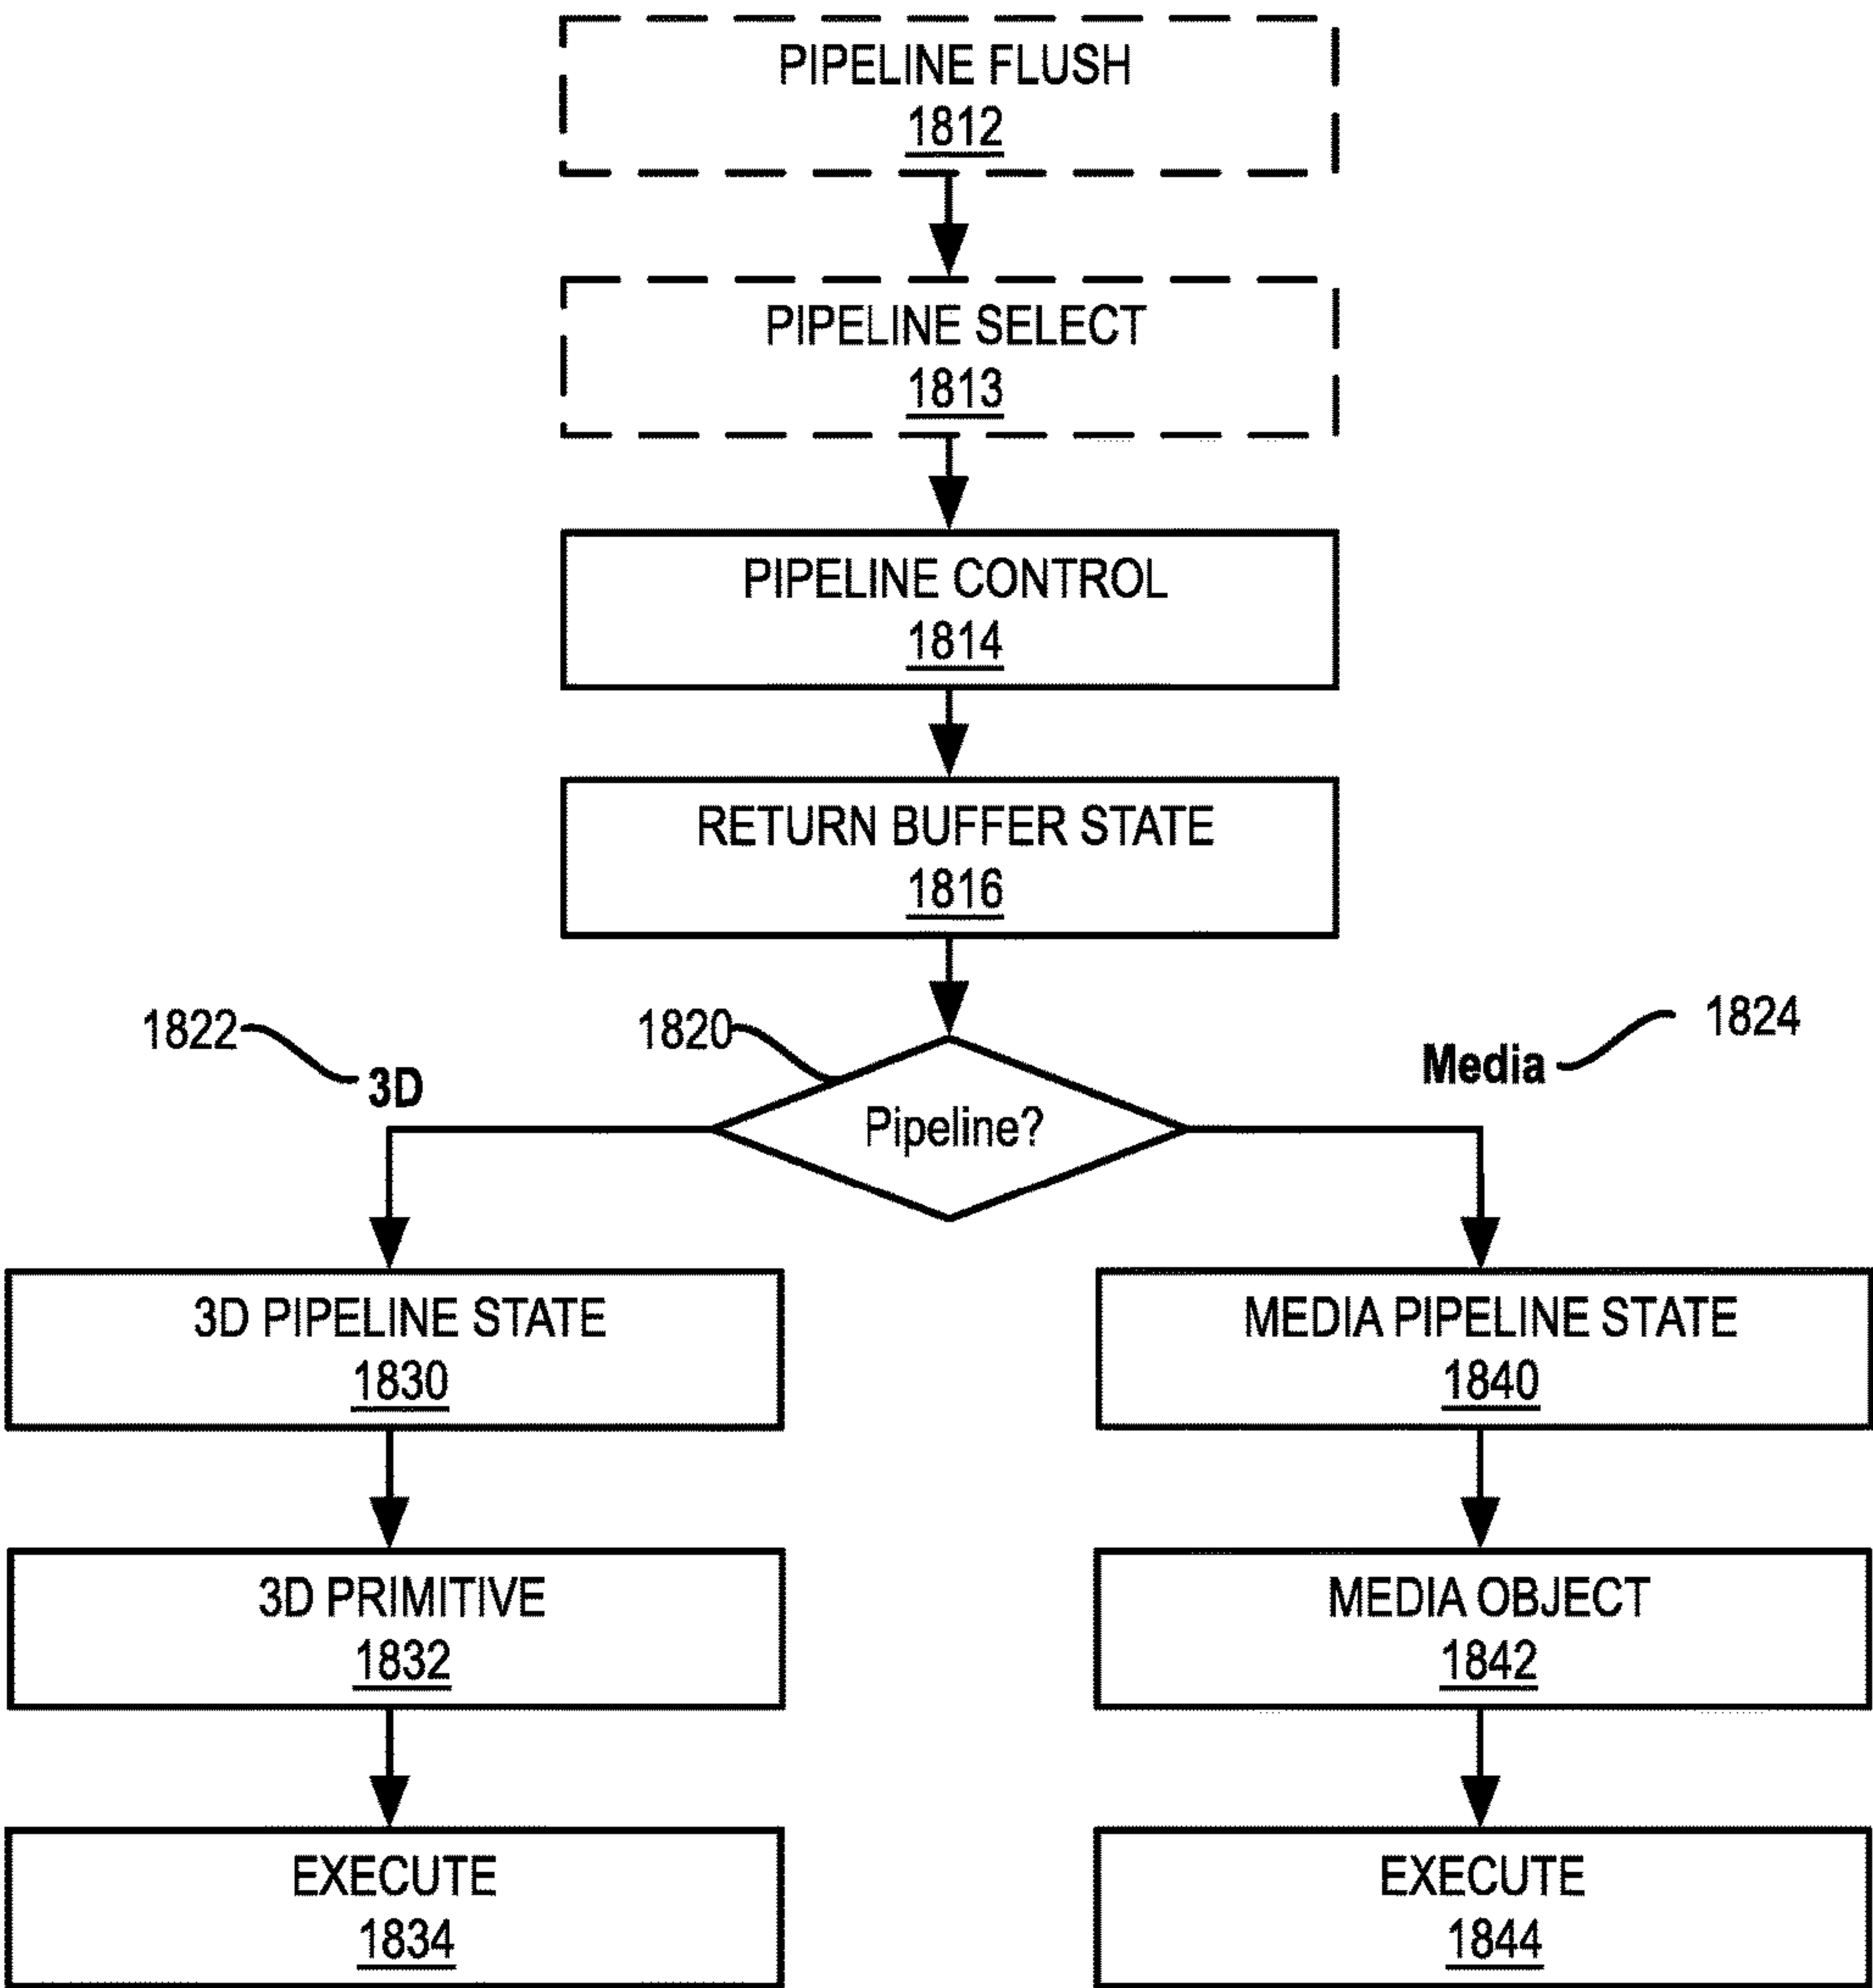 PIPELINE FLUSH
1812
PIPELINE SELECT
1813
PIPELINE CONTROL
1814
RETURN BUFFER STATE
1816
1822
3D
1820
Pipeline?
Media
1824
3D PIPELINE STATE
1830
MEDIA PIPELINE STATE
1840
3D PRIMITIVE
1832
MEDIA OBJECT
1842
EXECUTE
1834
EXECUTE
1844